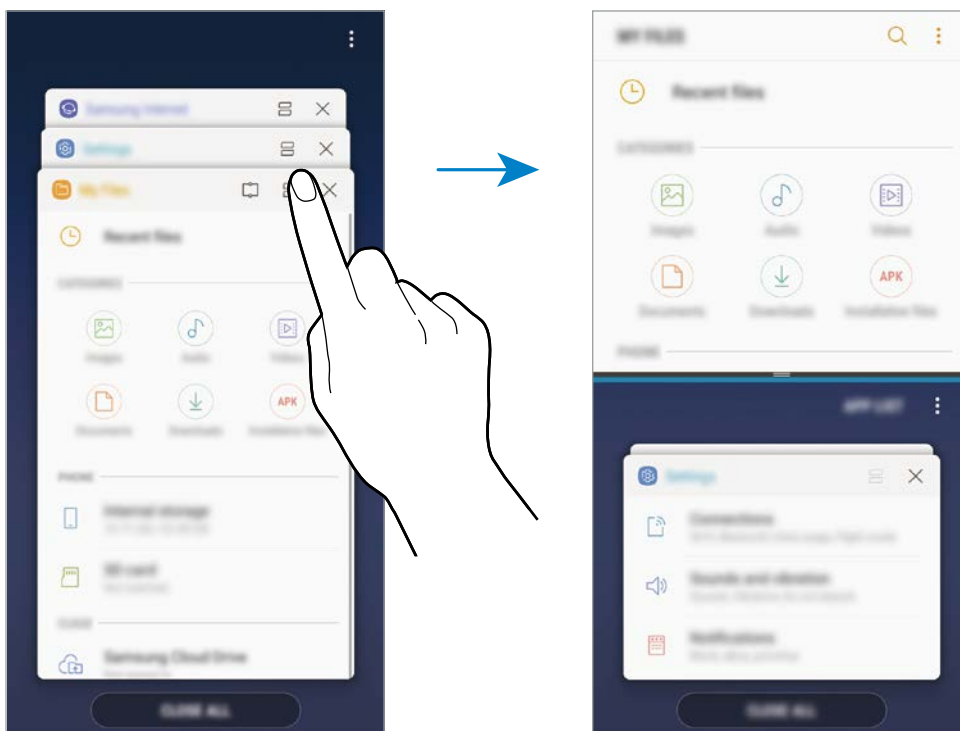 Samsung Internet
Settings
My Files
Recent files
CATEGORIES
Images Audio Videos
APK
Documents Downloads Installation files
PHONE
Internal storage
SD card
CLOUD
Samsung Cloud Drive
CLOSE ALL
MY FILES
Recent files
CATEGORIES
Images Audio Videos
APK
Documents Downloads Installation files
PHONE
APP LIST
Settings
Connections
Sounds and vibration
Notifications
CLOSE ALL